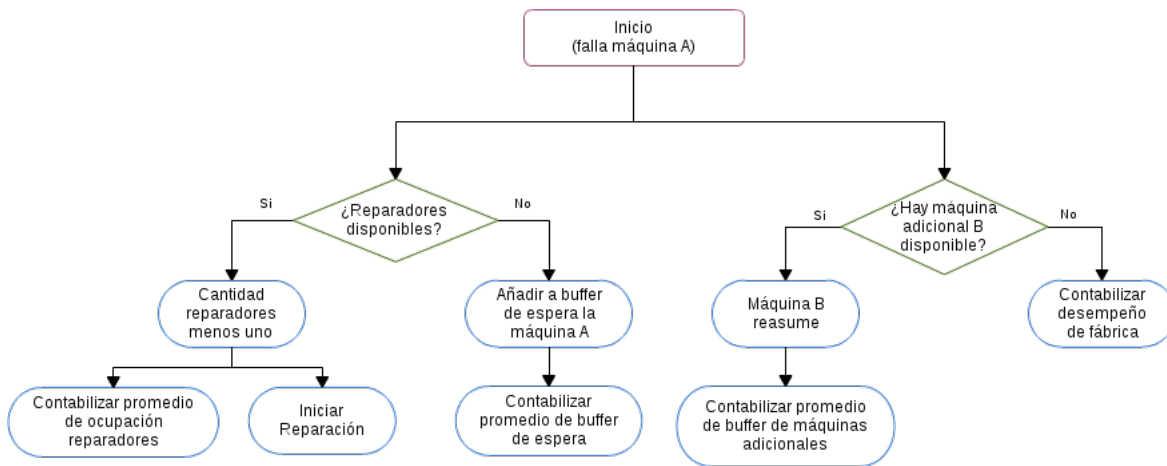 Inicio
(falla máquina A)
Si
¿Reparadores
disponibles?
No
Si
¿Hay máquina
adicional B
disponible?
No
Cantidad
reparadores
menos uno
Añadir a buffer
de espera la
máquina A
Máquina B
reasume
Contabilizar
desempeño
de fábrica
Contabilizar promedio
de ocupación
reparadores
Iniciar
Reparación
Contabilizar
promedio de buffer
de espera
Contabilizar promedio
de buffer de máquinas
adicionales